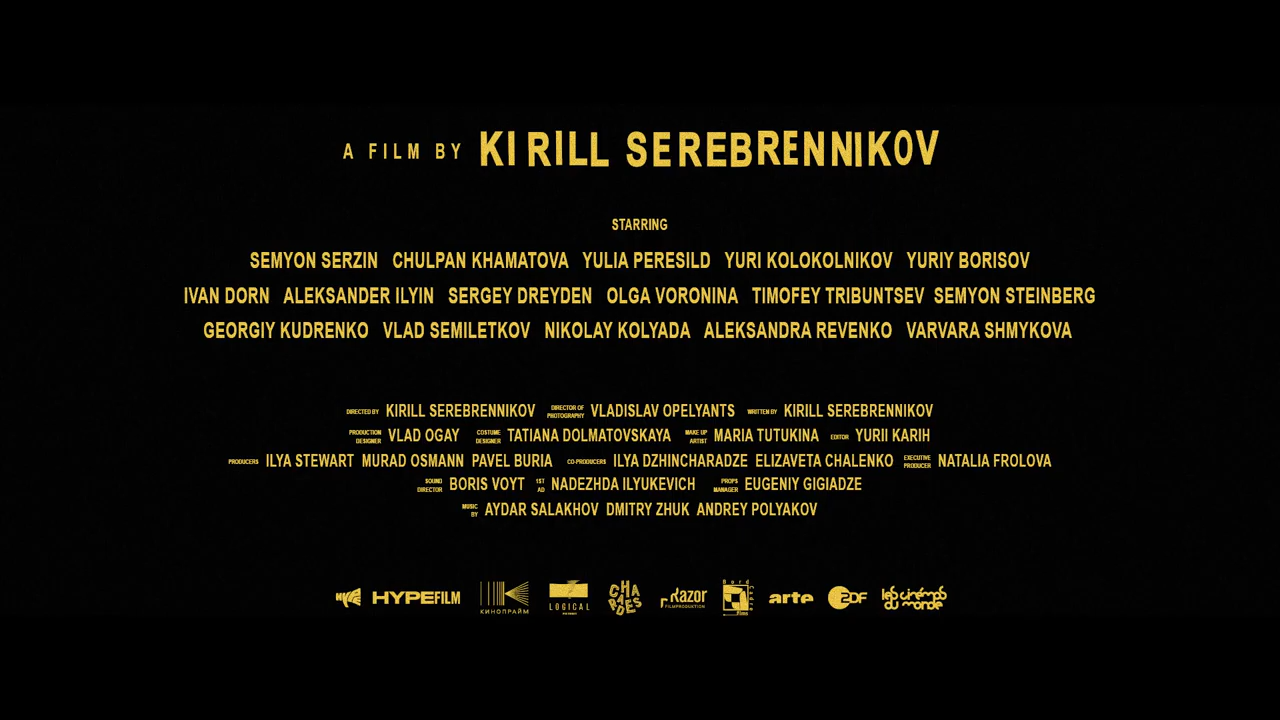 A FILM BY KIRILL SEREBRENNIKOV
STARRING
SEMYON SERZIN CHULPAN KHAMATOVA YULIA PERESILD YURI KOLOKOLNIKOV YURIY BORISOV
IVAN DORN ALEKSANDER ILYIN SERGEY DREYDEN OLGA VORONINA TIMOFEY TRIBUNTSEV SEMYON STEINBERG
GEORGIY KUDRENKO VLAD SEMILETKOV NIKOLAY KOLYADA ALEKSANDRA REVENKO VARVARA SHMYKOVA
DIRECTED BY KIRILL SEREBRENNIKOV DIRECTOR OF PHOTOGRAPHY VLADISLAV OPELYANTS WRITTEN BY KIRILL SEREBRENNIKOV
PRODUCTION DESIGNER VLAD OGAY COSTUME DESIGNER TATIANA DOLMATOVSKAYA MAKE UP ARTIST MARIA TUTUKINA EDITOR YURII KARIH
PRODUCERS ILYA STEWART MURAD OSMANN PAVEL BURIA CO-PRODUCERS ILYA DZHINCHARADZE ELIZAVETA CHALENKO EXECUTIVE PRODUCER NATALIA FROLOVA
SOUND DIRECTOR BORIS VOYT 1ST AD NADEZHDA ILYUKEVICH PROPS MANAGER EUGENIY GIGIADZE
MUSIC BY AYDAR SALAKHOV DMITRY ZHUK ANDREY POLYAKOV
HYPE HYPEFILM КИНОПРАЙМ LOGICAL PICTURES CHARADES Razor FILMPRODUKTION Bord Cadre films arte ZDF les cinémas du monde